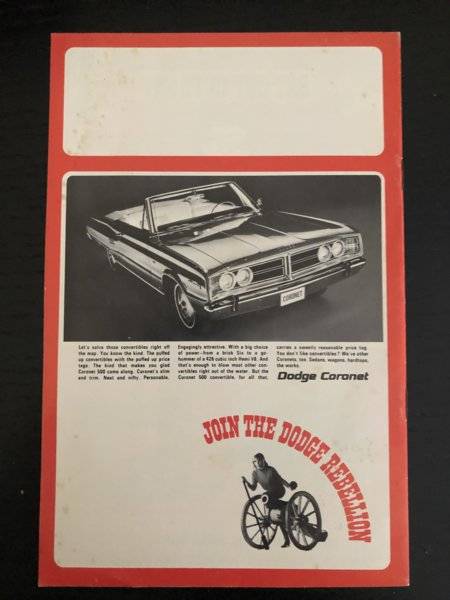 CORONET
Let's salve those convertibles right off
the map. You know the kind. The puffed
up convertibles with the puffed up price
tags. The kind that makes you glad
Coronet 500 came along. Coronet's slim
and trim. Neat and nifty. Personable.
Engagingly attractive. With a big choice
of power—from a brisk Six to a go-
hummer of a 426 cubic inch Hemi V8. And
that's enough to blow most other con-
vertibles right out of the water. But the
Coronet 500 convertible, for all that,
carries a sweetly reasonable price tag.
You don't like convertibles? We've other
Coronets, too. Sedans, wagons, hardtops,
the works.
Dodge Coronet
JOIN THE DODGE REBELLION